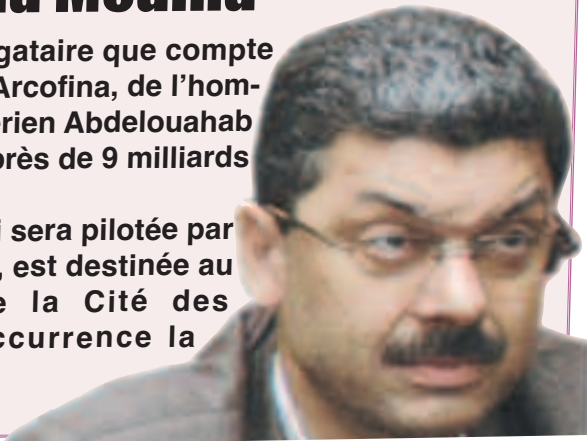 gataire que compte
Arcofina, de l’hom-
érien Abdelouahab
près de 9 milliards
i sera pilotée par
, est destinée au
e la Cité des
ccurrence la